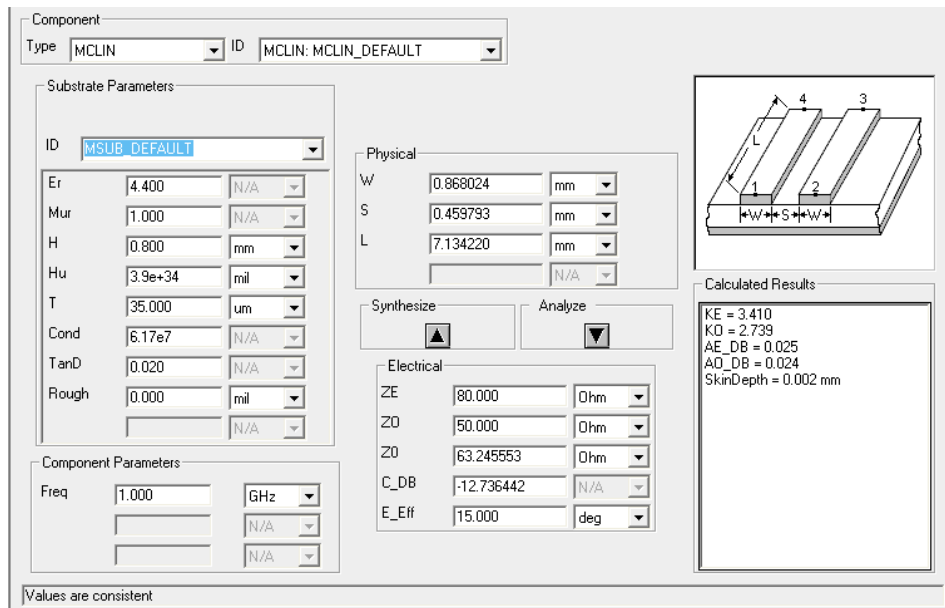 Component
Type MCLIN ID MCLIN: MCLIN_DEFAULT
Substrate Parameters
ID MSUB_DEFAULT
Er 4.400 N/A
Mur 1.000 N/A
H 0.800 mm
Hu 3.9e+34 mil
T 35.000 um
Cond 6.17e7 N/A
TanD 0.020 N/A
Rough 0.000 mil
N/A
Component Parameters
Freq 1.000 GHz
N/A
N/A
Physical
W 0.868024 mm
S 0.459793 mm
L 7.134220 mm
N/A
Synthesize Analyze
Electrical
ZE 80.000 Ohm
ZO 50.000 Ohm
Z0 63.245553 Ohm
C_DB -12.736442 N/A
E_Eff 15.000 deg
4 3
L
1 2
W S W
Calculated Results
KE = 3.410
KO = 2.739
AE_DB = 0.025
AO_DB = 0.024
SkinDepth = 0.002 mm
Values are consistent